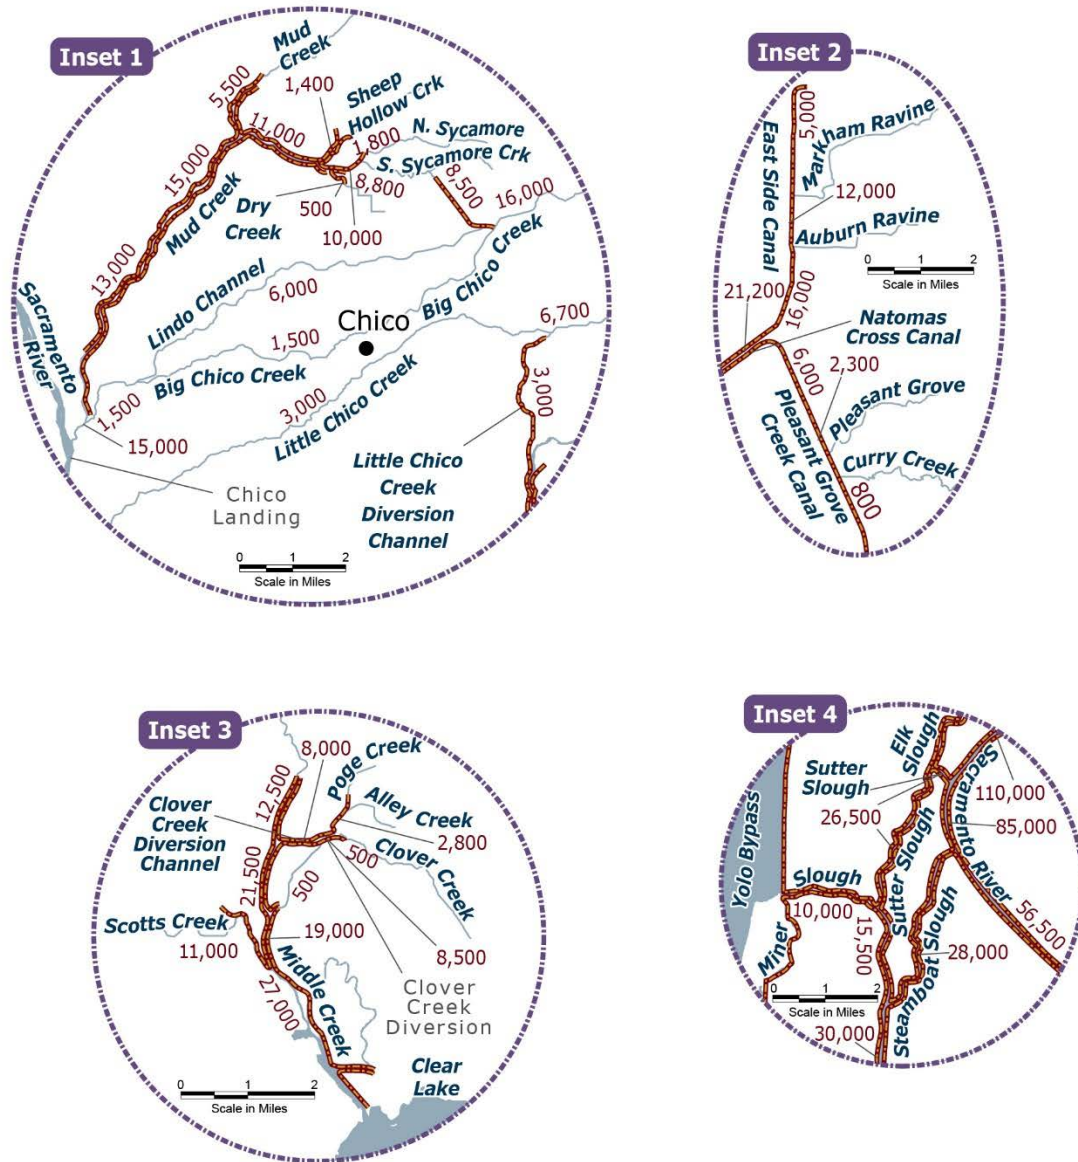 Inset 1
Mud
Creek
5,500
1,400
Sheep
Hollow Crk
11,000
1,800
N. Sycamore
S. Sycamore Crk
15,000
Mud Creek
8,800
8,500
16,000
Dry
Creek
500
10,000
13,000
Lindo Channel
6,000
Big Chico Creek
Sacramento
River
Chico
6,700
1,500
Big Chico Creek
3,000
Little Chico Creek
3,000
1,500
15,000
Chico
Landing
Little Chico
Creek
Diversion
Channel
0 1 2
Scale in Miles
Inset 2
5,000
East Side Canal
Markham Ravine
12,000
Auburn Ravine
0 1 2
Scale in Miles
21,200
16,000
Natomas
Cross Canal
6,000
2,300
Pleasant Grove
Pleasant Grove
Creek Canal
Curry Creek
800
Inset 3
8,000
Poge Creek
12,500
Clover
Creek
Diversion
Channel
Alley Creek
2,800
500
Clover Creek
21,500
500
Scotts Creek
11,000
19,000
8,500
Middle Creek
27,000
Clover
Creek
Diversion
Clear
Lake
0 1 2
Scale in Miles
Inset 4
Elk
Slough
Sutter
Slough
26,500
Sacramento River
110,000
85,000
Yolo Bypass
Slough
Sutter Slough
10,000
15,500
Steamboat Slough
56,500
28,000
Miner
0 1 2
Scale in Miles
30,000